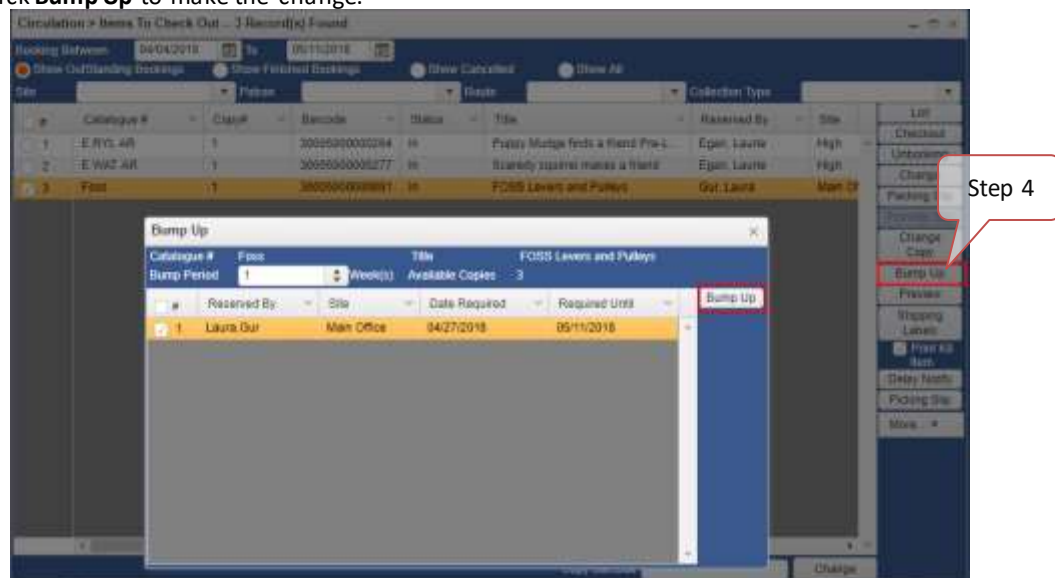 ck Bump Up to make the change.
Circulation > Items To Check Out - 3 Record(s) Found
Booking Between 04/04/2018 To 05/11/2018
Show OutStanding Bookings Show Finished Bookings Show Cancelled Show All
Site Patron Route Collection Type
# Catalogue # Copy# Barcode Status Title Reserved By Site
1 E RYL AR 1 In Puppy Mudge finds a friend Pre-L... Egan, Laurie High
2 E WAT AR 1 In Scaredy squirrel makes a friend Egan, Laurie High
3 Foss 1 In FOSS Levers and Pulleys Gur, Laura Main Of
List
Checkout
Unbooking
Change
Packing
Change Copy
Bump Up
Preview
Shipping Labels
Print Kit Item
Delay Notifi.
Picking Slip
More...
Step 4
Bump Up
Catalogue # Foss Title FOSS Levers and Pulleys
Bump Period 1 Week(s) Available Copies 3
# Reserved By Site Date Required Required Until
Bump Up
1 Laura Gur Main Office 04/27/2018 05/11/2018
Change